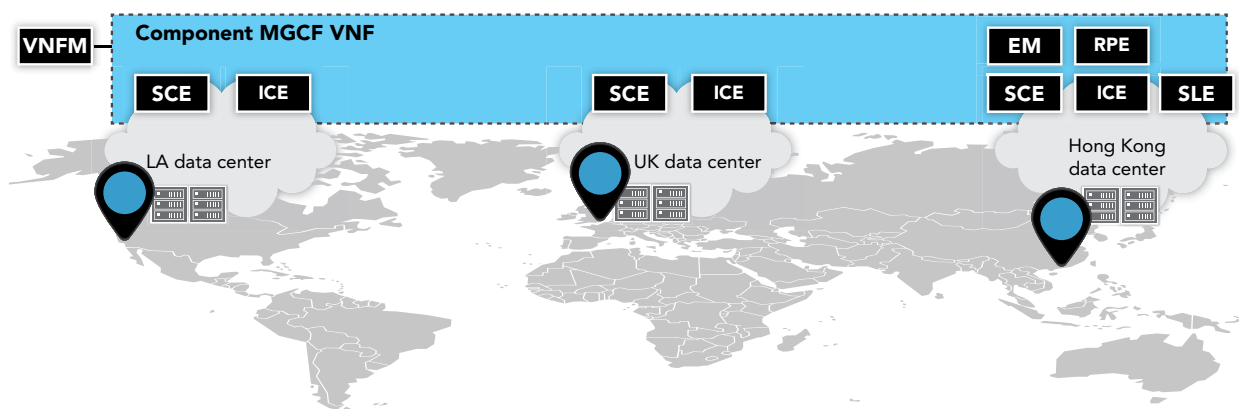 VNFM
Component MGCF VNF
EM
RPE
SCE
ICE
SCE
ICE
SCE
ICE
SLE
LA data center
UK data center
Hong Kong
data center